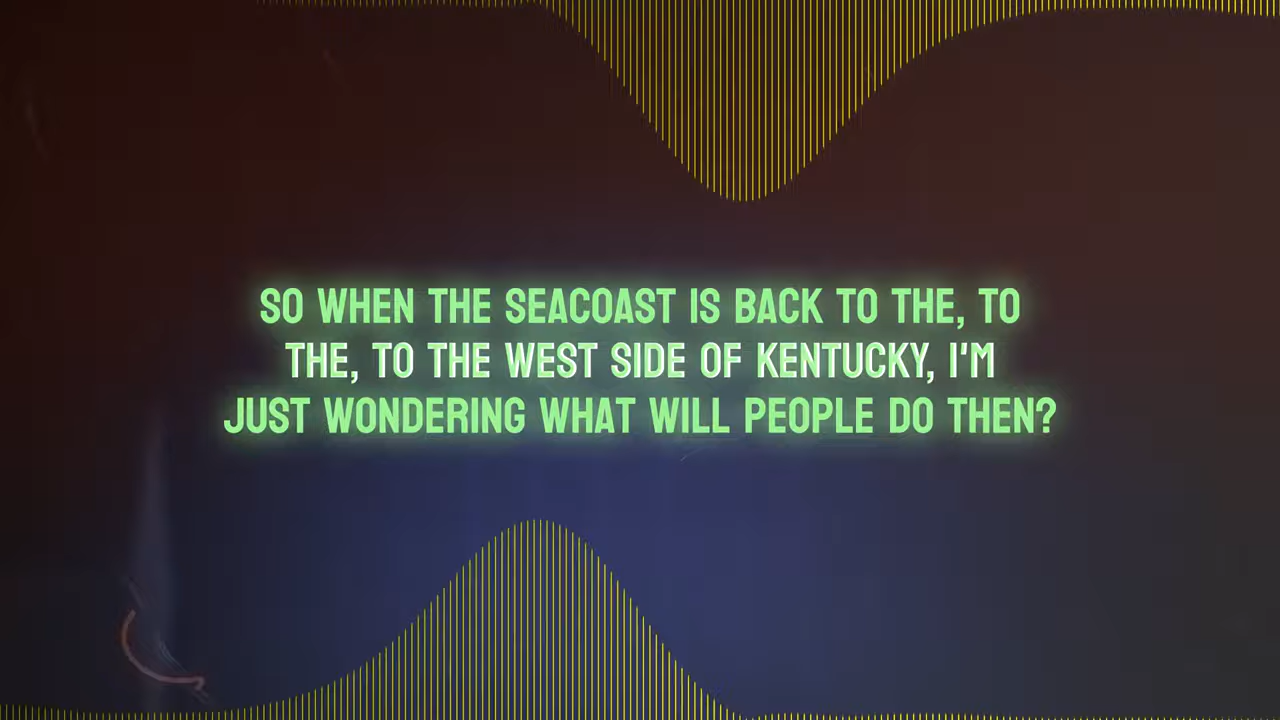 SO WHEN THE SEACOAST IS BACK TO THE, TO
THE, TO THE WEST SIDE OF KENTUCKY, I'M
JUST WONDERING WHAT WILL PEOPLE DO THEN?